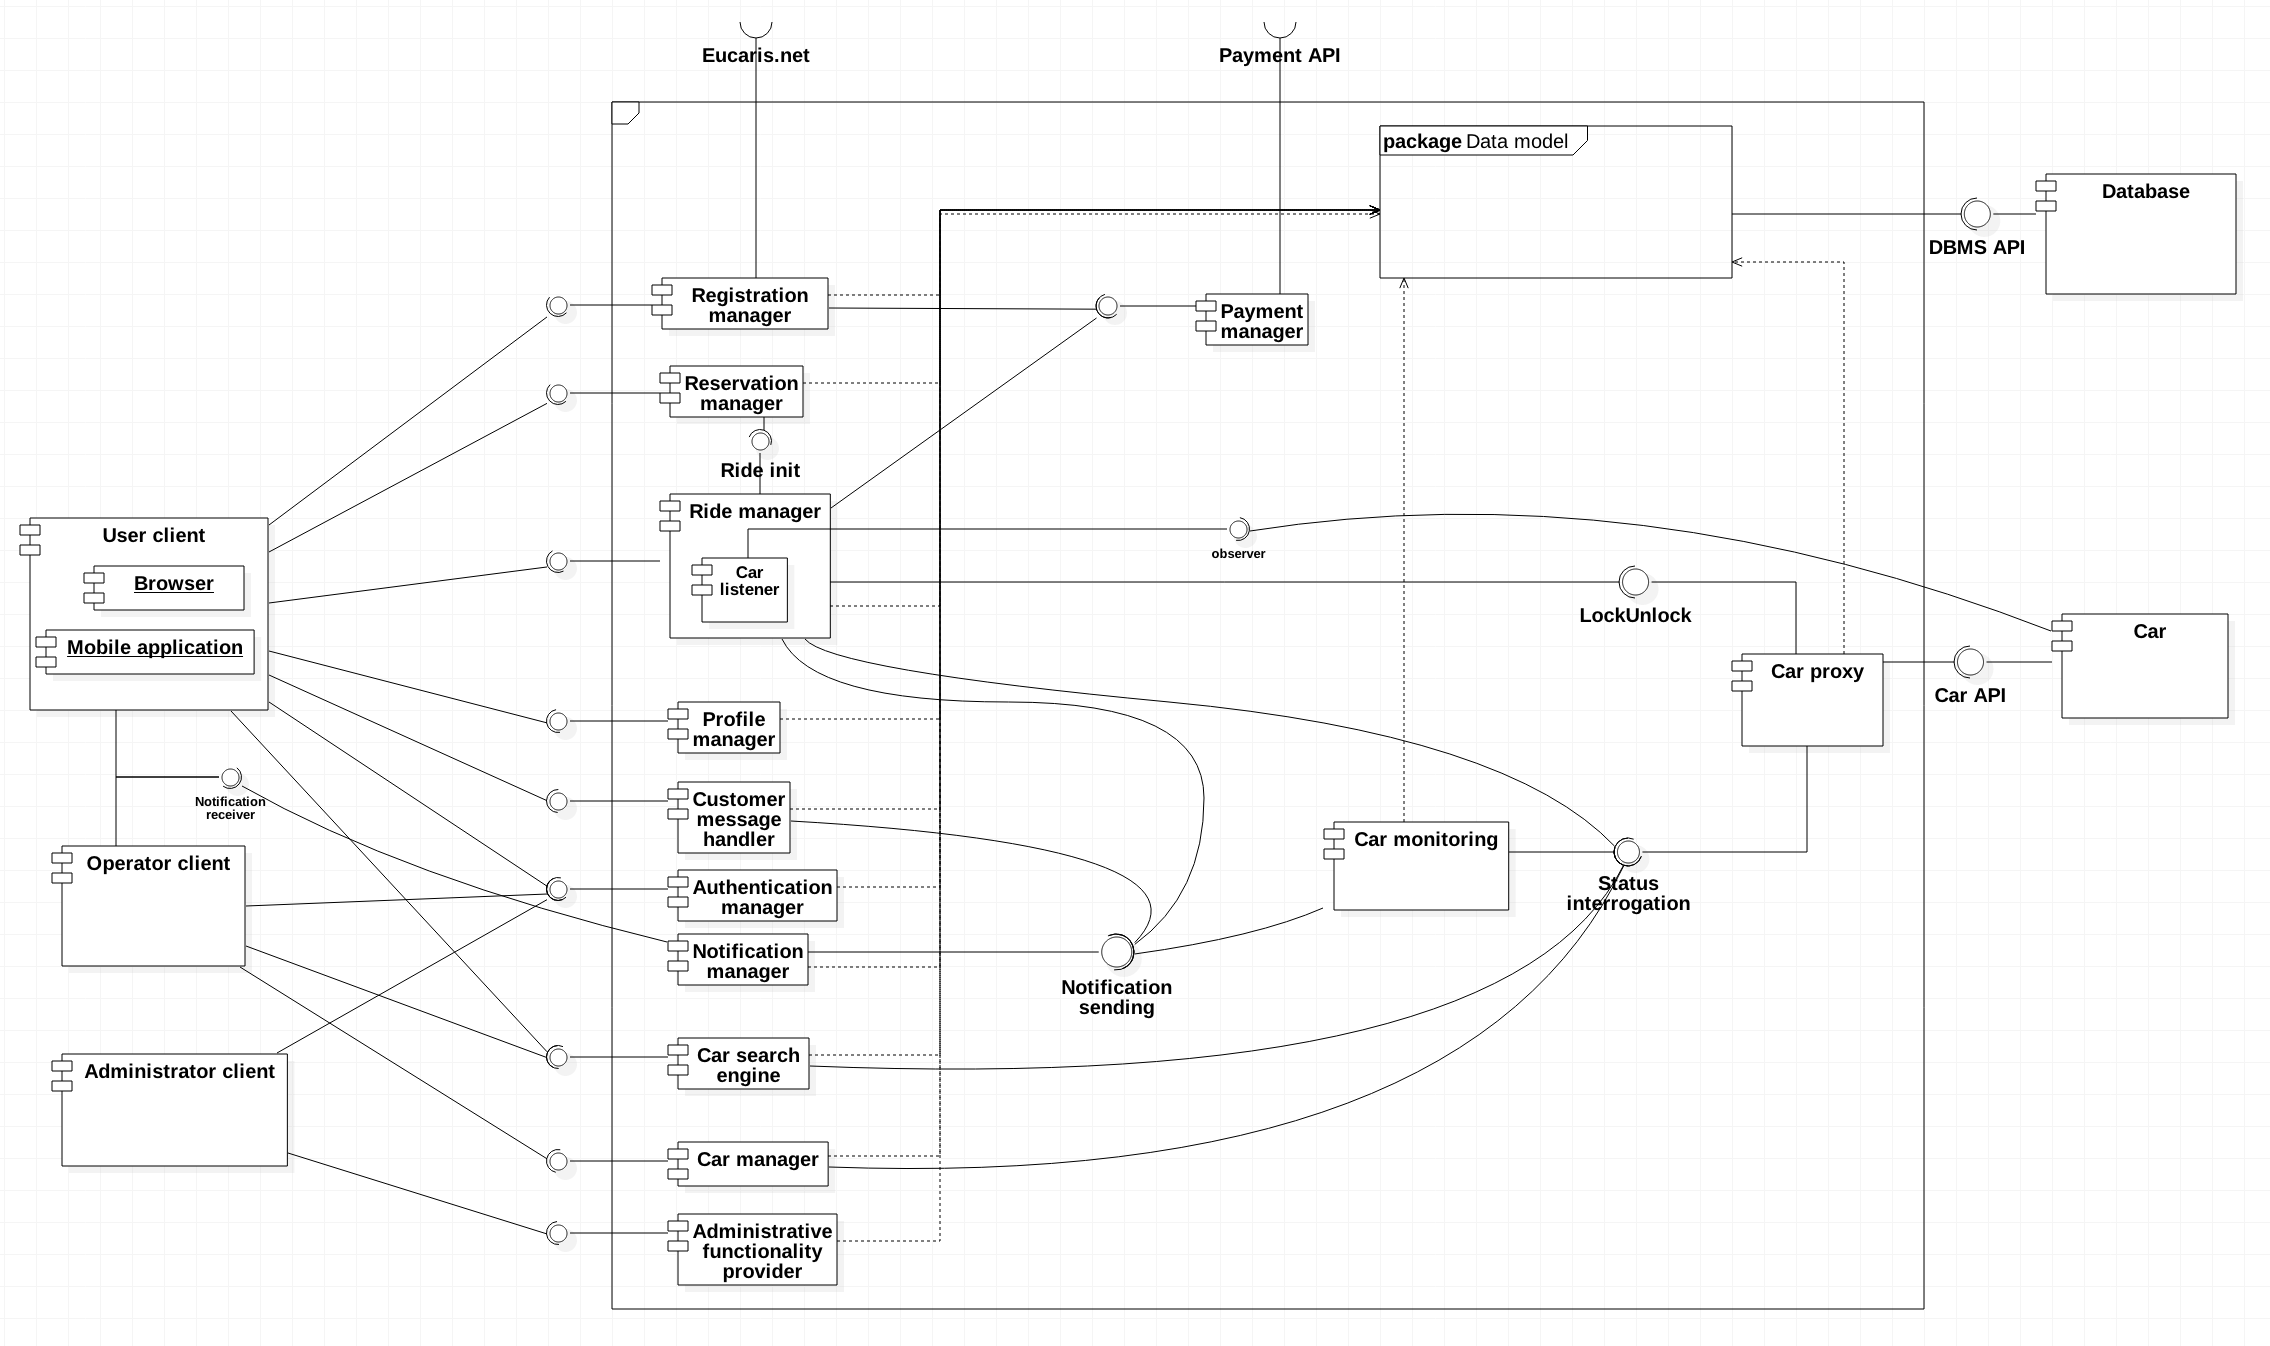 Eucaris.net
Payment API
package Data model
Database
DBMS API
Registration
manager
Payment
manager
Reservation
manager
Ride init
Ride manager
User client
observer
Car
listener
Browser
LockUnlock
Car
Mobile application
Car proxy
Car API
Profile
manager
Notification
receiver
Customer
message
handler
Car monitoring
Operator client
Status
interrogation
Authentication
manager
Notification
manager
Notification
sending
Car search
engine
Administrator client
Car manager
Administrative
functionality
provider